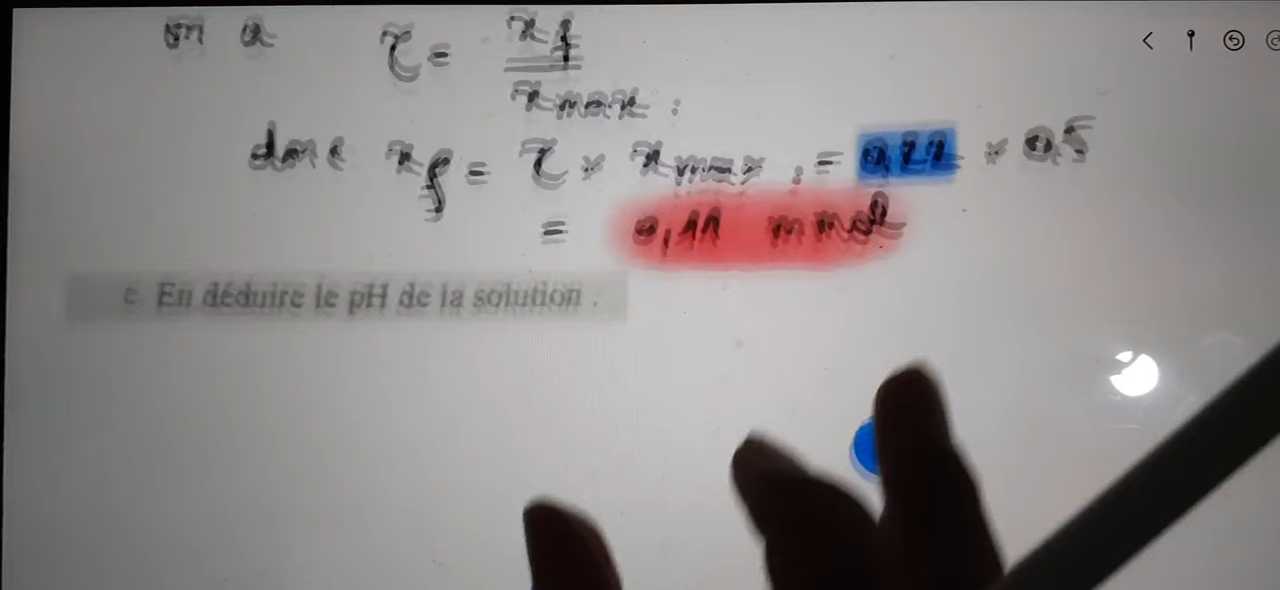 on a τ = xf
xmax.
donc xf = τ × xmax. = 0,22 × 0,5
= 0,11 mmol
c. En déduire le pH de la solution .